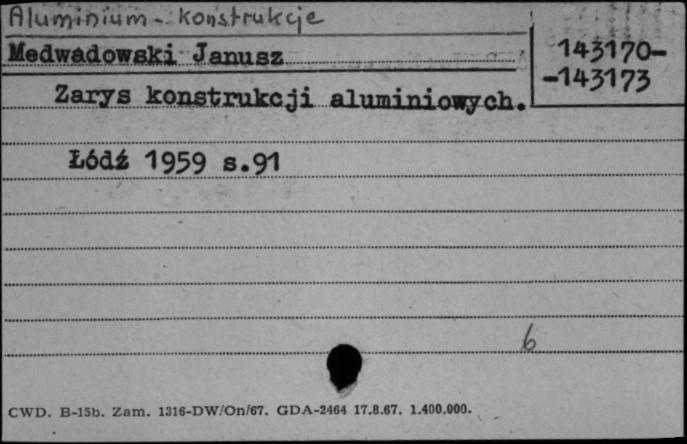 Aluminium - konstrukcje
Medwadowski Janusz
143170-
-143173
Zarys konstrukcji aluminiowych.
Łódź 1959 s.91
6
CWD. B-15b. Zam. 1316-DW/On/67. GDA-2464 17.8.67. 1.400.000.